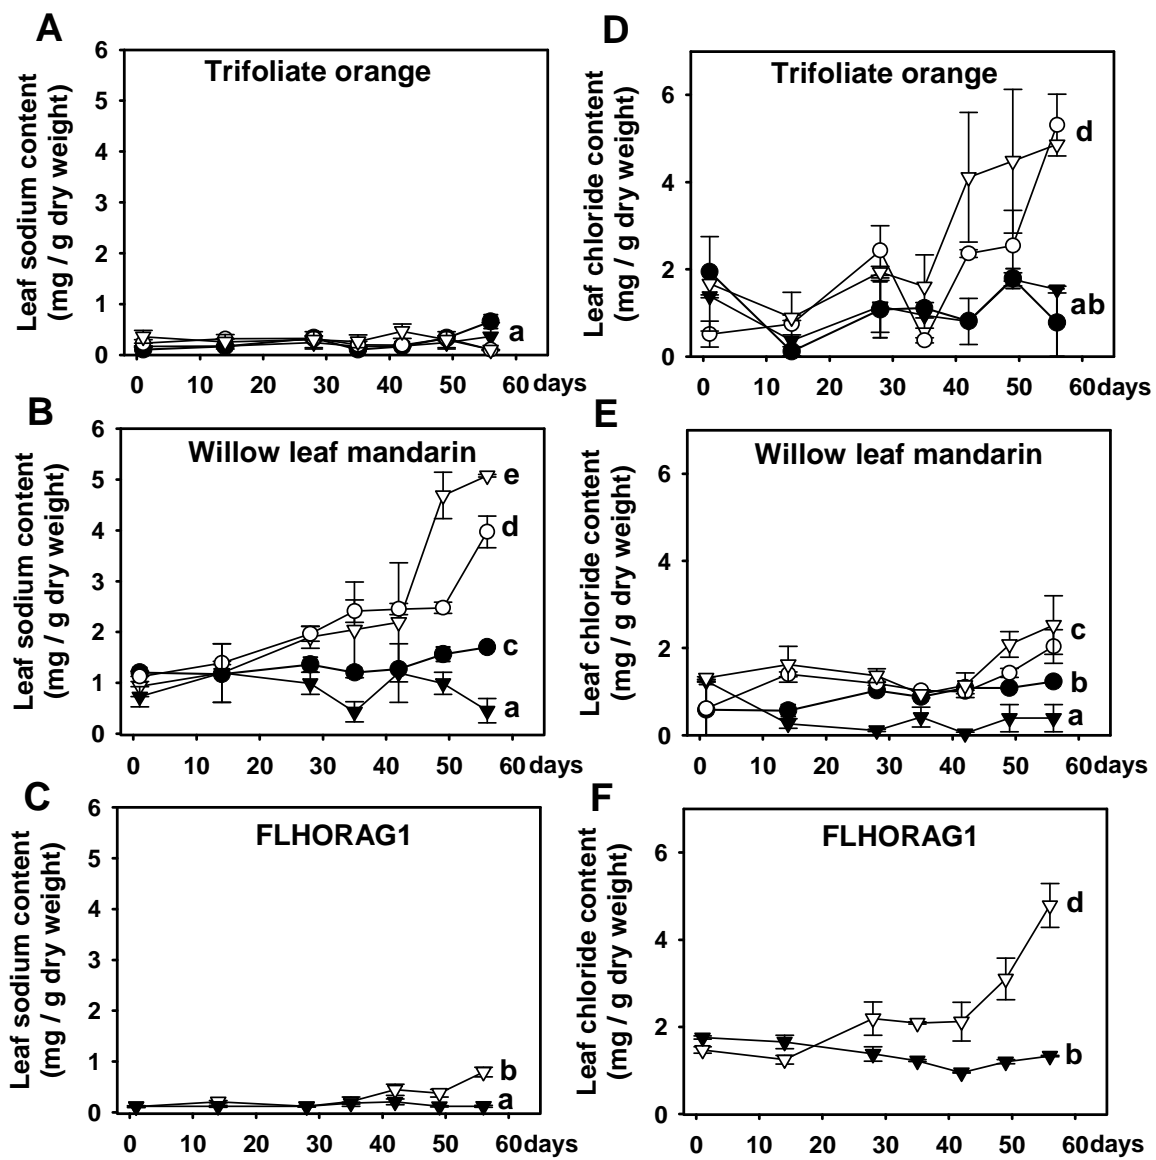 A
Trifoliate orange
Leaf sodium content
(mg / g dry weight)
6
5
4
3
2
1
0
a
0 10 20 30 40 50 60 days
D
Trifoliate orange
Leaf chloride content
(mg / g dry weight)
6
4
2
0
d
ab
0 10 20 30 40 50 60 days
B
Willow leaf mandarin
Leaf sodium content
(mg / g dry weight)
6
5
4
3
2
1
0
e
d
c
a
0 10 20 30 40 50 60 days
E
Willow leaf mandarin
Leaf chloride content
(mg / g dry weight)
6
4
2
0
c
b
a
0 10 20 30 40 50 60 days
C
FLHORAG1
Leaf sodium content
(mg / g dry weight)
6
5
4
3
2
1
0
b
a
0 10 20 30 40 50 60 days
F
FLHORAG1
Leaf chloride content
(mg / g dry weight)
6
4
2
0
d
b
0 10 20 30 40 50 60 days